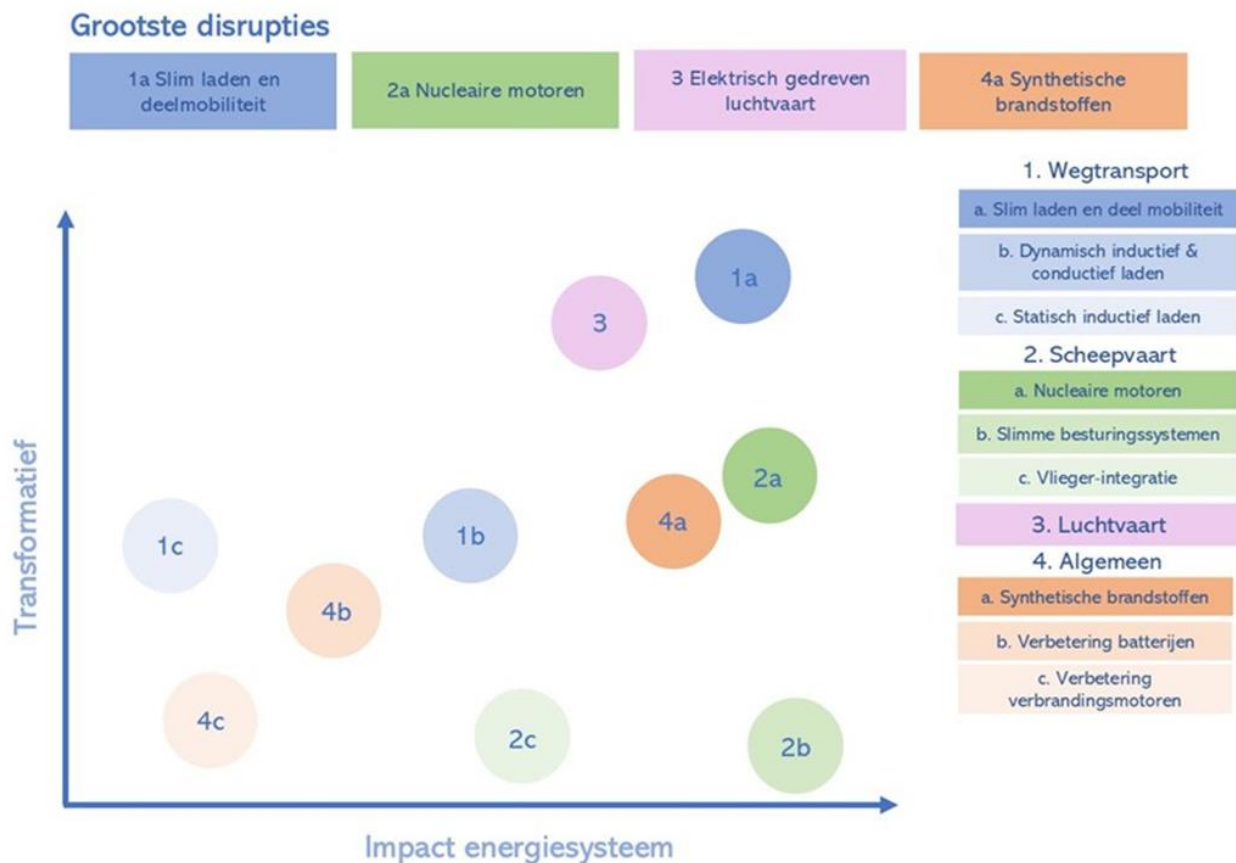 Grootste disrupties
1a Slim laden en
deelmobiliteit
2a Nucleaire motoren
3 Elektrisch gedreven
luchtvaart
4a Synthetische
brandstoffen
1. Wegtransport
a. Slim laden en deel mobiliteit
b. Dynamisch inductief &
conductief laden
c. Statisch inductief laden
2. Scheepvaart
a. Nucleaire motoren
b. Slimme besturingssystemen
c. Vlieger-integratie
3. Luchtvaart
4. Algemeen
a. Synthetische brandstoffen
b. Verbetering batterijen
c. Verbetering
verbrandingsmotoren
Transformatief
1a
3
2a
4a
1b
1c
4b
4c
2c
2b
Impact energiesysteem